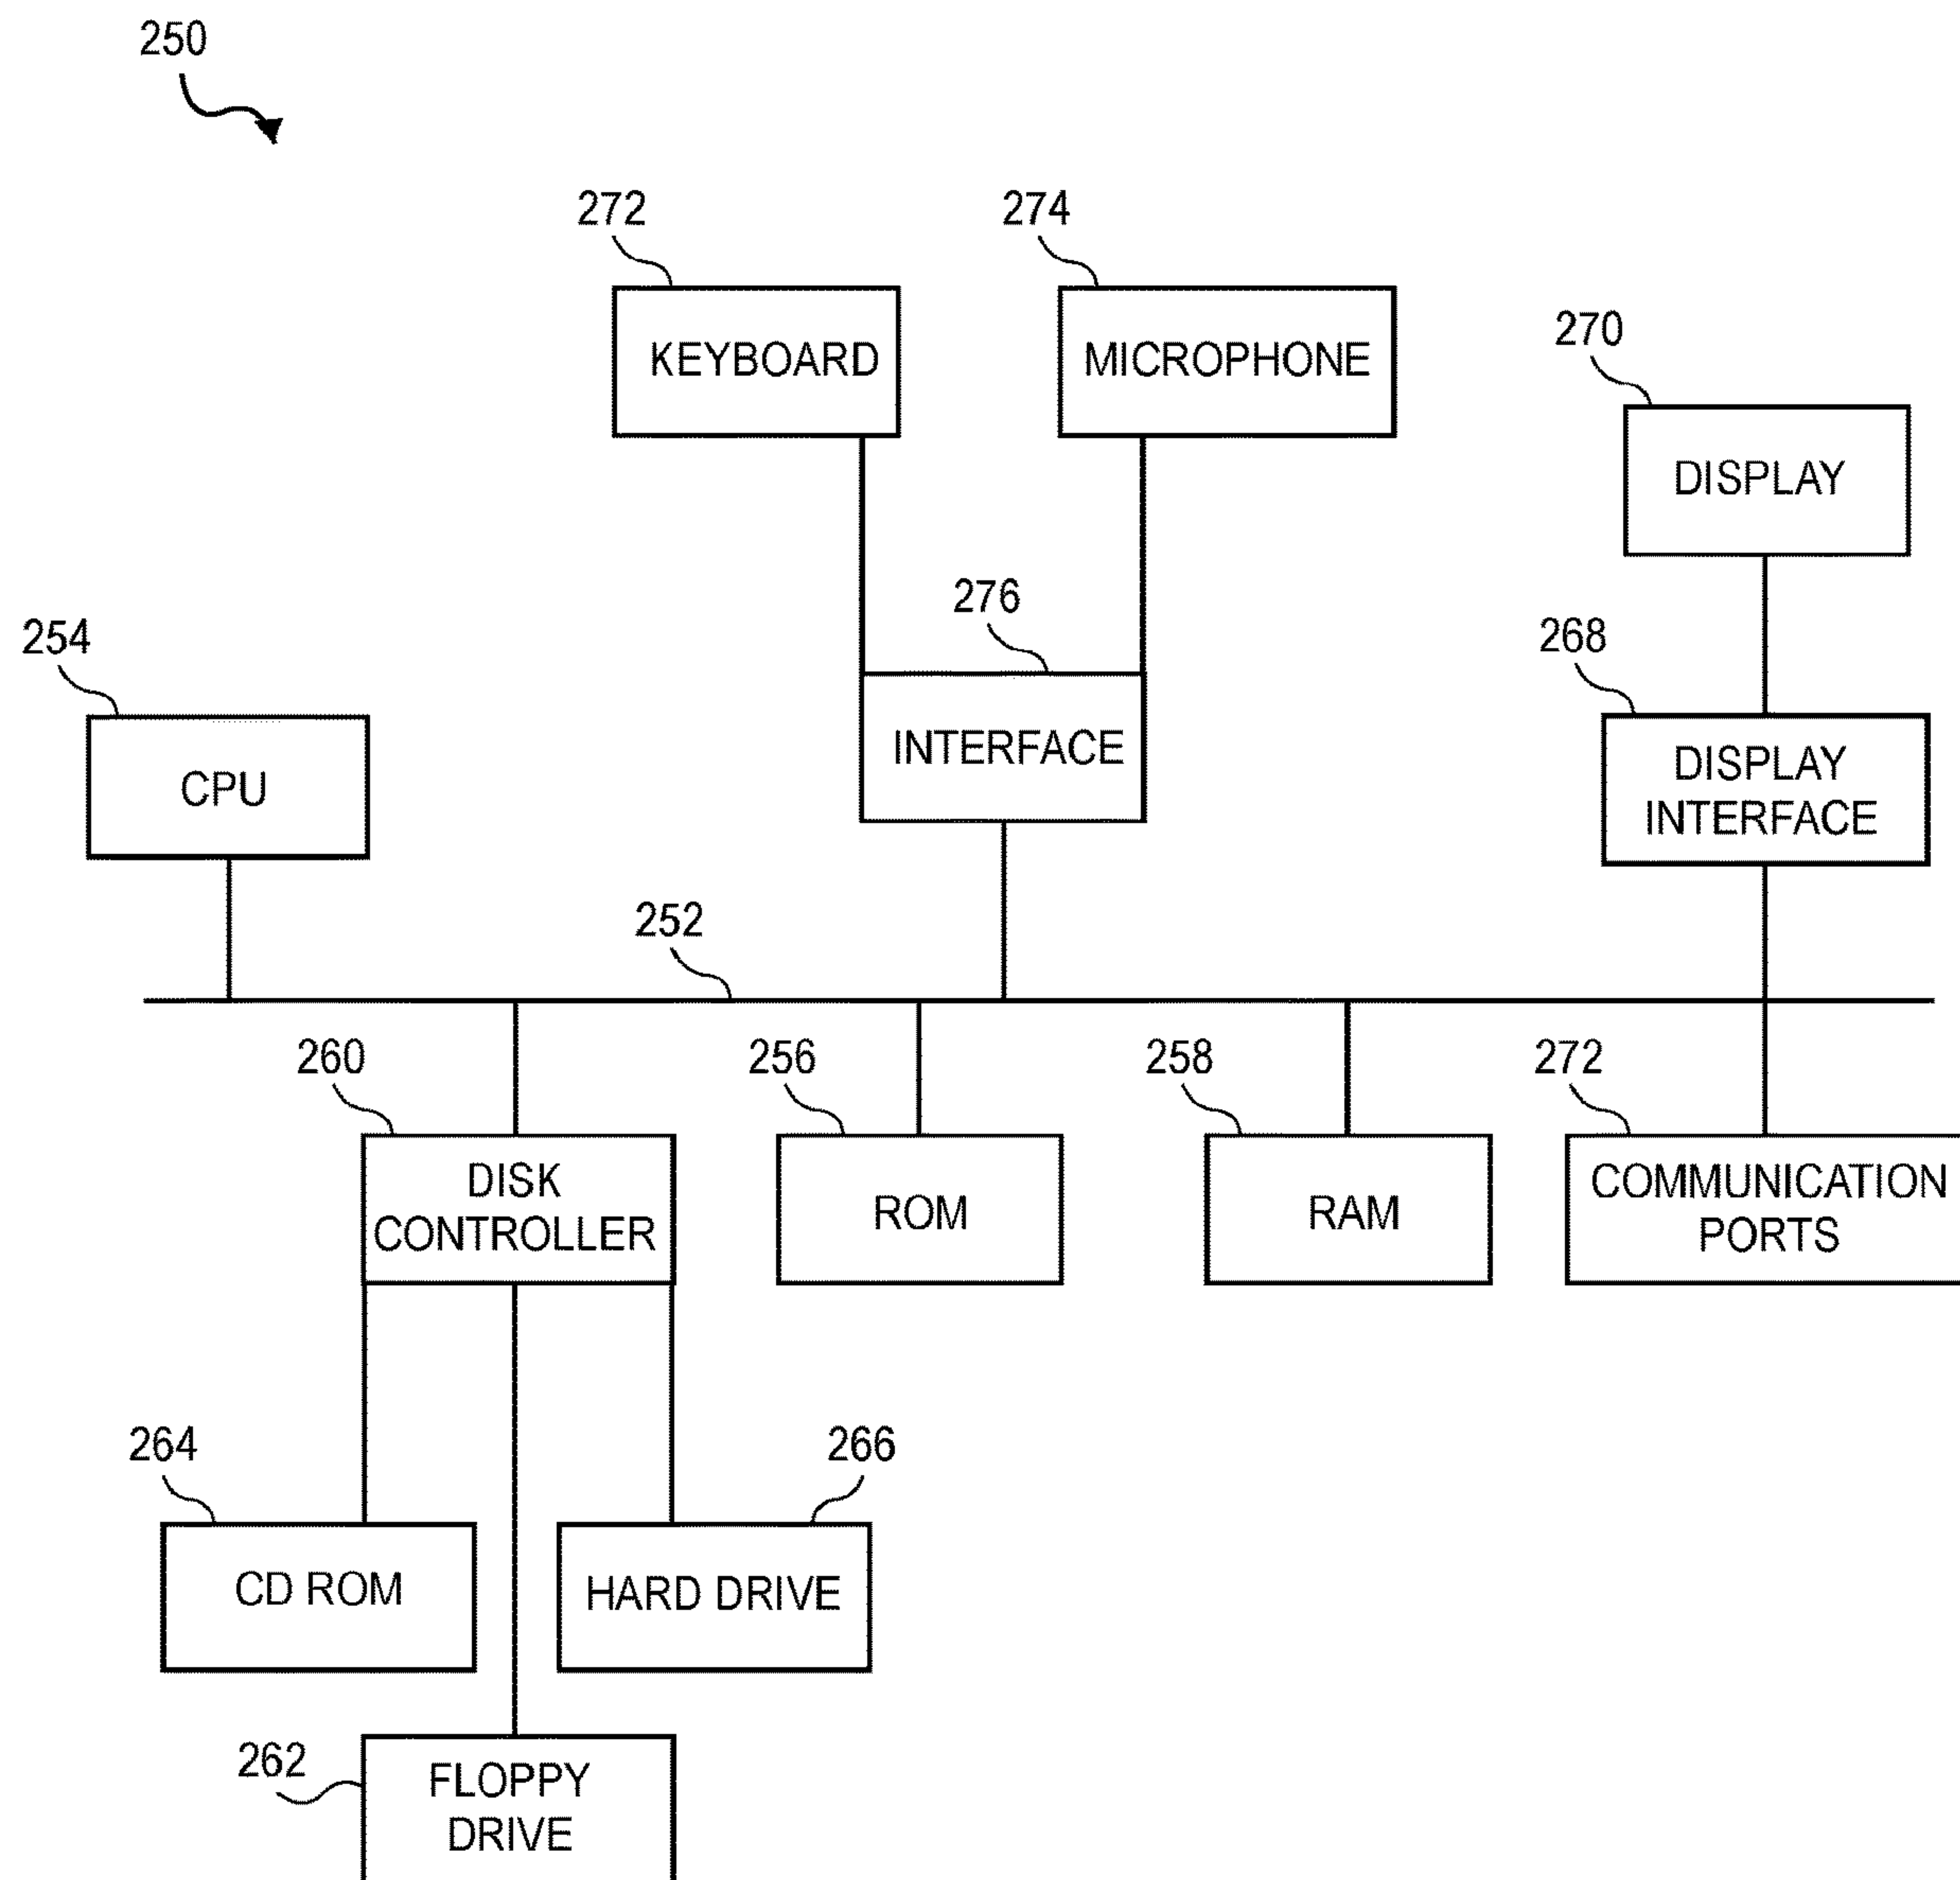 250
272
274
KEYBOARD
MICROPHONE
270
DISPLAY
276
254
268
INTERFACE
CPU
DISPLAY
INTERFACE
252
260
256
258
272
DISK
CONTROLLER
ROM
RAM
COMMUNICATION
PORTS
264
266
CD ROM
HARD DRIVE
262
FLOPPY
DRIVE